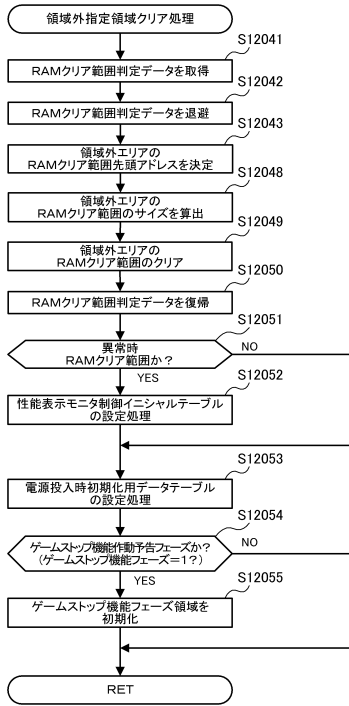 領域外指定領域クリア処理
S12041
RAMクリア範囲判定データを取得
S12042
RAMクリア範囲判定データを退避
S12043
領域外エリアの
RAMクリア範囲先頭アドレスを決定
S12048
領域外エリアの
RAMクリア範囲のサイズを算出
S12049
領域外エリアの
RAMクリア範囲のクリア
S12050
RAMクリア範囲判定データを復帰
S12051
異常時
RAMクリア範囲か？
NO
YES
S12052
性能表示モニタ制御イニシャルテーブル
の設定処理
S12053
電源投入時初期化用データテーブル
の設定処理
S12054
ゲームストップ機能作動予告フェーズか？
（ゲームストップ機能フェーズ＝1？）
NO
YES
S12055
ゲームストップ機能フェーズ領域を
初期化
RET